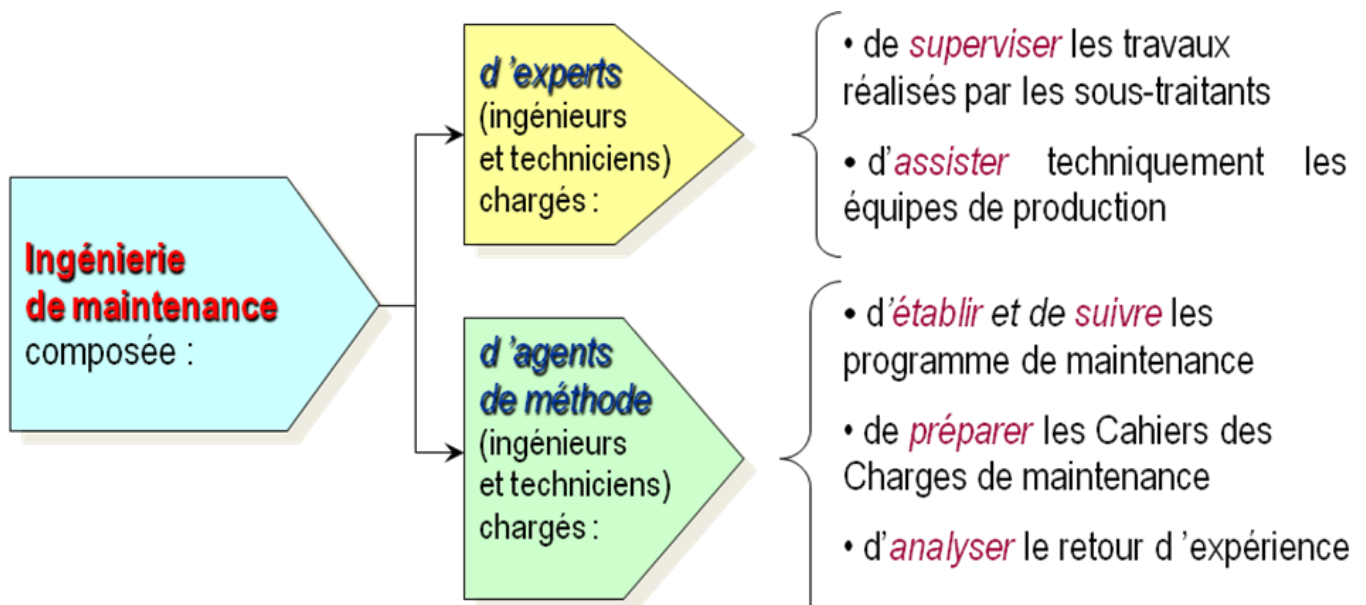 Ingénierie
de maintenance
composée :
d ’experts
(ingénieurs
et techniciens)
chargés :
• de superviser les travaux
réalisés par les sous-traitants
• d’assister techniquement les
équipes de production
d ’agents
de méthode
(ingénieurs
et techniciens)
chargés :
• d’établir et de suivre les
programme de maintenance
• de préparer les Cahiers des
Charges de maintenance
• d’analyser le retour d ’expérience